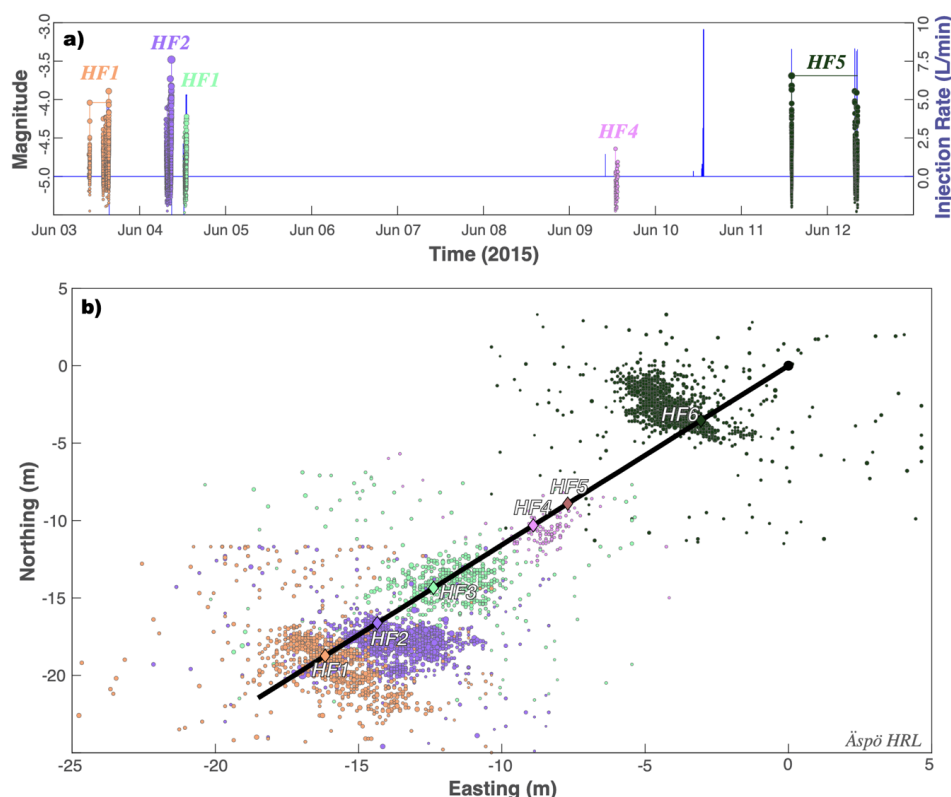 a)
HF1
HF2
HF1
HF4
HF5
Magnitude
-3.0
-3.5
-4.0
-4.5
-5.0
10
7.5
5.0
2.5
0.0
Injection Rate (L/min)
Jun 03 Jun 04 Jun 05 Jun 06 Jun 07 Jun 08 Jun 09 Jun 10 Jun 11 Jun 12
Time (2015)
b)
5
0
-5
-10
-15
-20
Northing (m)
HF6
HF5
HF4
HF3
HF2
HF1
Äspö HRL
-25 -20 -15 -10 -5 0 5
Easting (m)